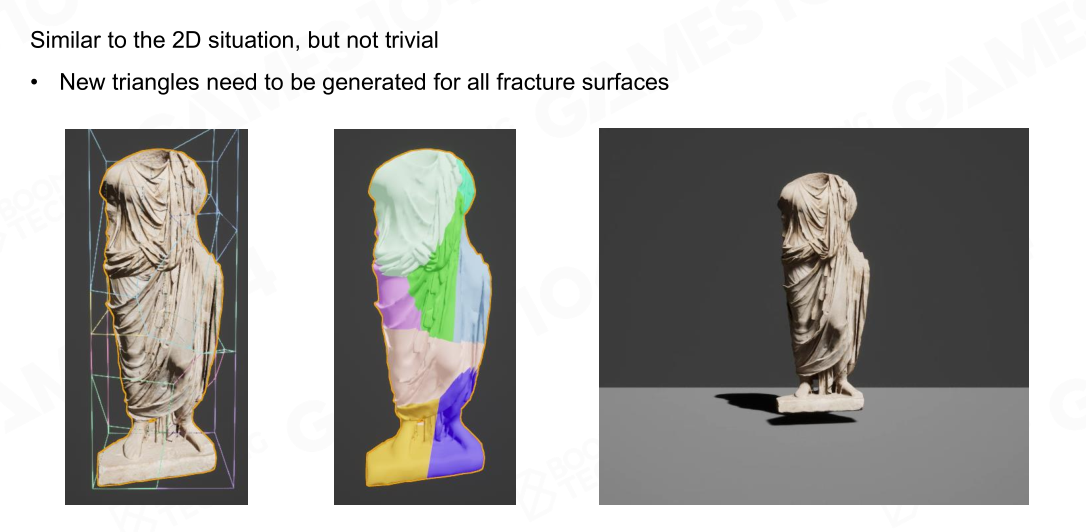 Similar to the 2D situation, but not trivial
• New triangles need to be generated for all fracture surfaces